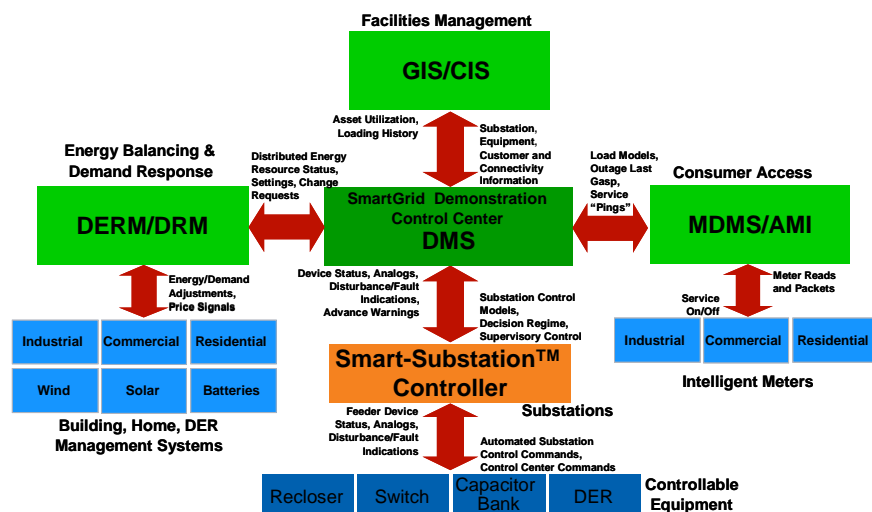 Facilities Management
GIS/CIS
Asset Utilization,
Loading History
Substation,
Equipment,
Customer and
Connectivity
Information
Energy Balancing &
Demand Response
DERM/DRM
Distributed Energy
Resource Status,
Settings, Change
Requests
SmartGrid Demonstration
Control Center
DMS
Load Models,
Outage Last
Gasp,
Service
“Pings”
Consumer Access
MDMS/AMI
Energy/Demand
Adjustments,
Price Signals
Industrial
Commercial
Residential
Wind
Solar
Batteries
Building, Home, DER
Management Systems
Device Status, Analogs,
Disturbance/Fault
Indications,
Advance Warnings
Substation Control
Models,
Decision Regime,
Supervisory Control
Meter Reads
and Packets
Service
On/Off
Industrial
Commercial
Residential
Intelligent Meters
Smart-Substation™
Controller
Substations
Feeder Device
Status, Analogs,
Disturbance/Fault
Indications
Automated Substation
Control Commands,
Control Center Commands
Recloser
Switch
Capacitor
Bank
DER
Controllable
Equipment